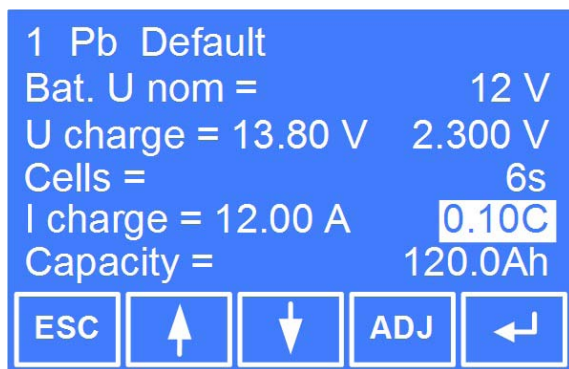 1 Pb Default
Bat. U nom = 12 V
U charge = 13.80 V 2.300 V
Cells = 6s
I charge = 12.00 A 0.10C
Capacity = 120.0Ah
ESC ADJ